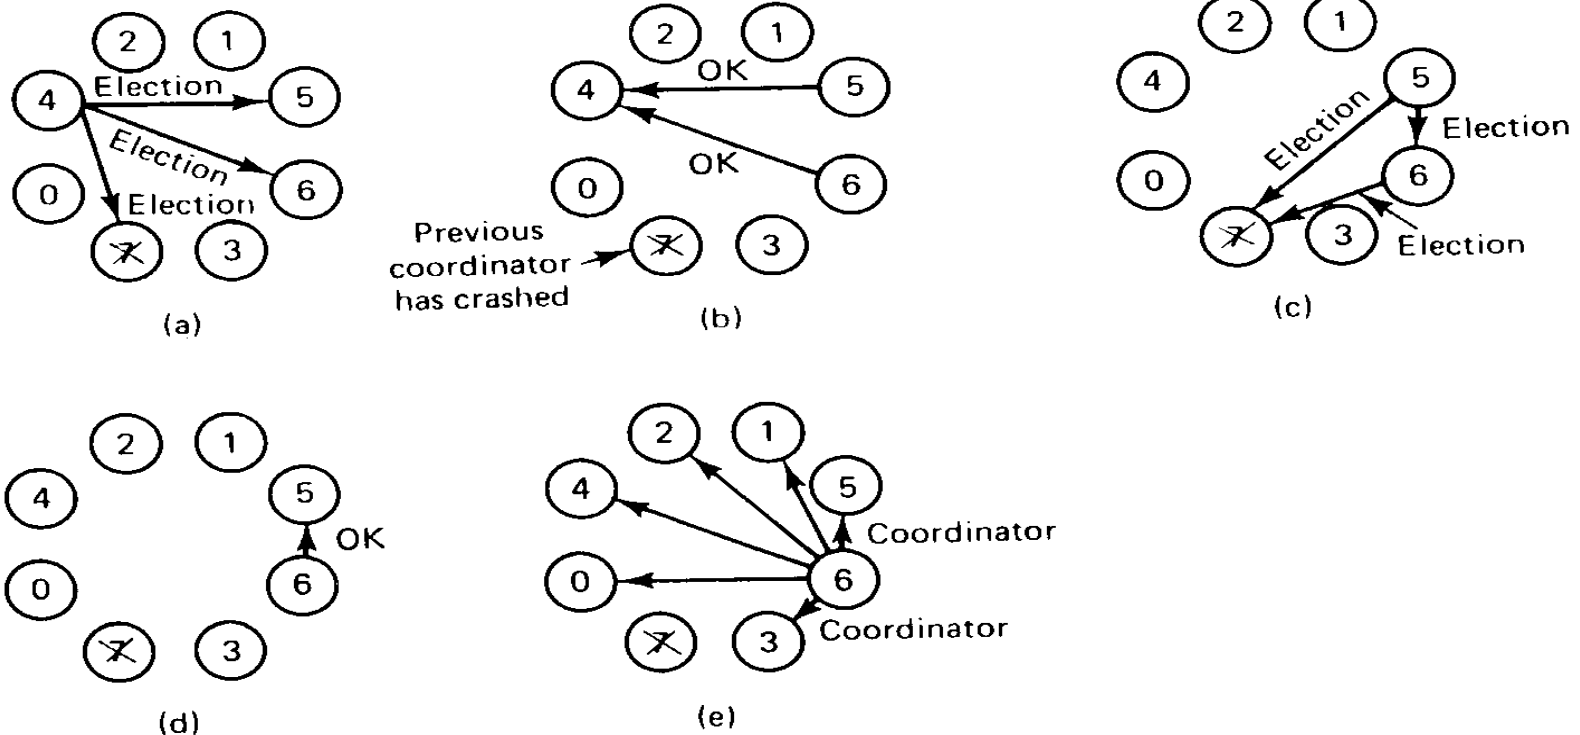 2 1
4 Election 5
Election
0 Election 6
7 3
(a)
2 1
4 OK 5
OK
0 6
Previous
coordinator
has crashed
7 3
(b)
2 1
4 5
Election Election
0 6
7 3 Election
(c)
2 1
4 5
OK
0 6
7 3
(d)
2 1
4 5
Coordinator
0 6
7 3 Coordinator
(e)